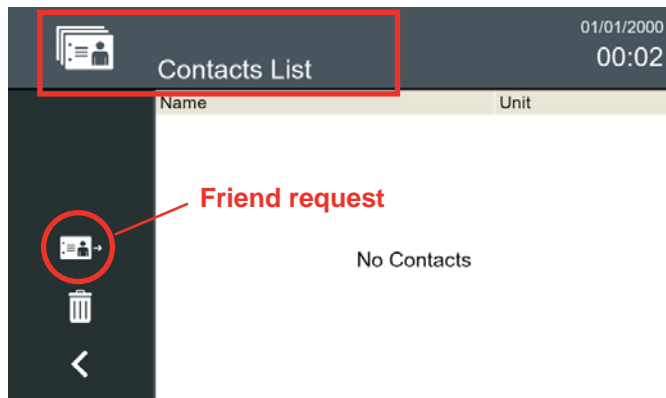 01/01/2000
00:02
Contacts List
Name Unit
Friend request
No Contacts